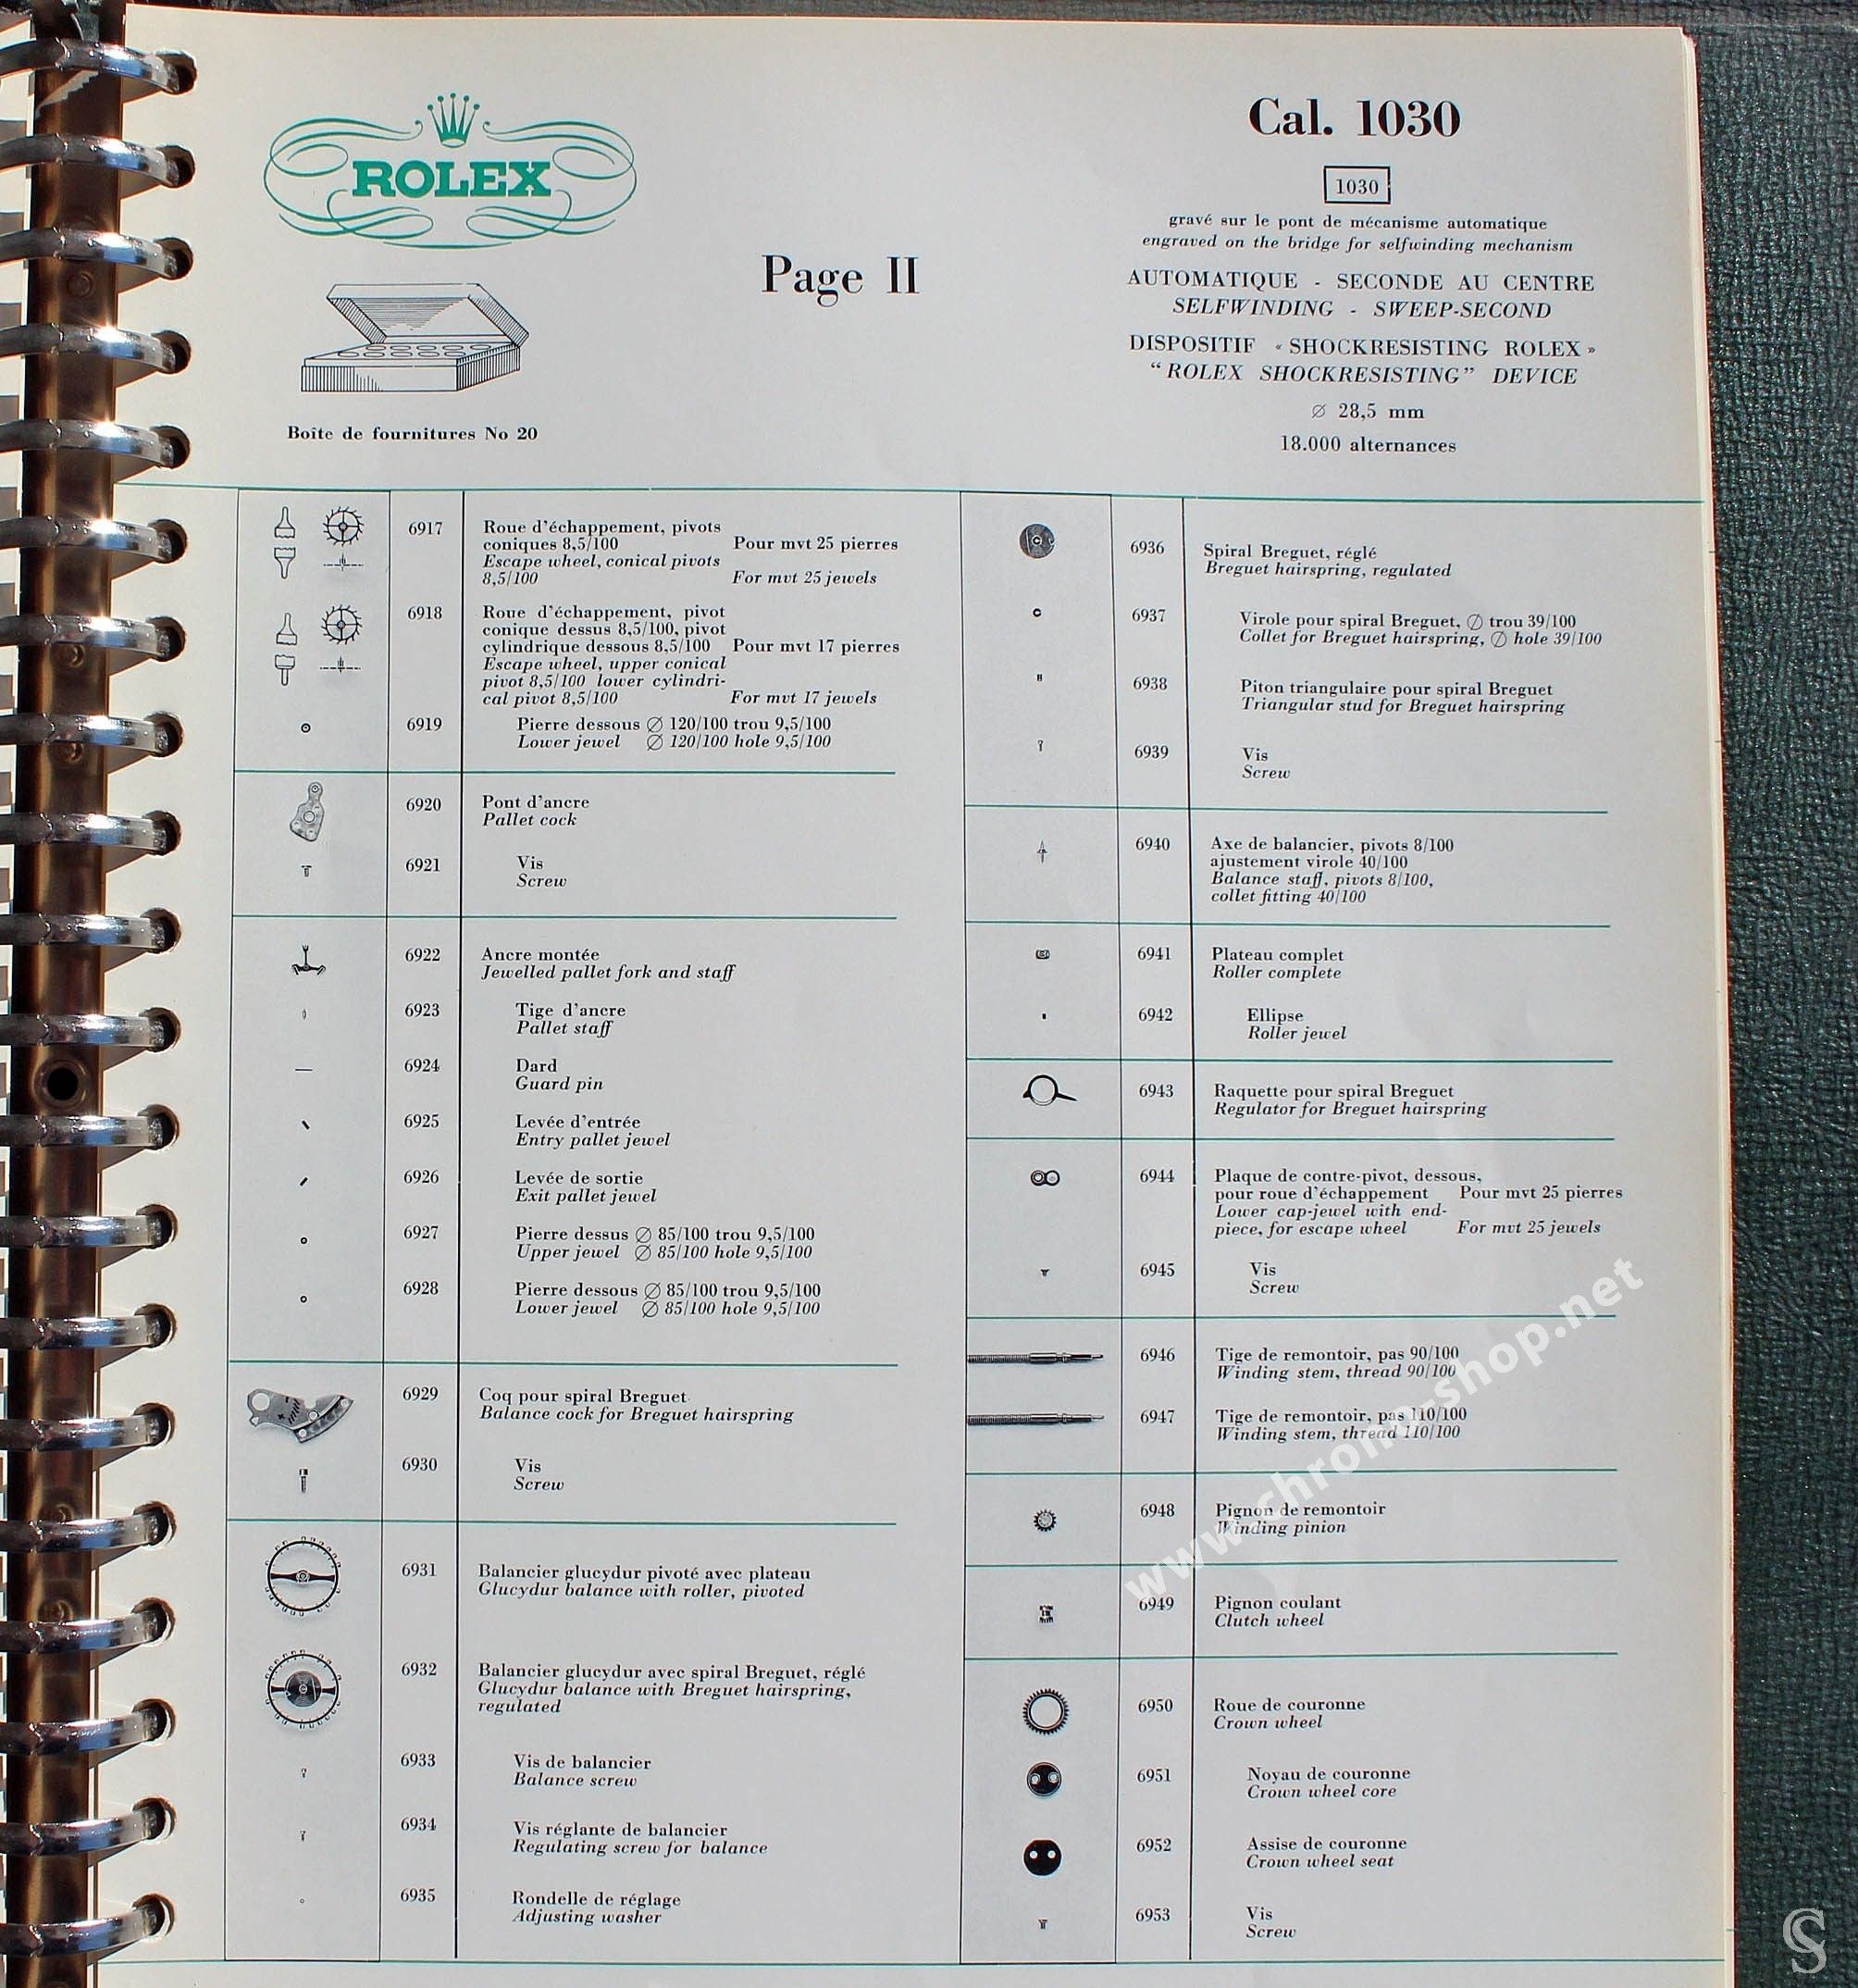 ROLEX
Boîte de fournitures No 20
Page II
Cal. 1030
1030
gravé sur le pont de mécanisme automatique
engraved on the bridge for selfwinding mechanism
AUTOMATIQUE - SECONDE AU CENTRE
SELFWINDING - SWEEP-SECOND
DISPOSITIF « SHOCKRESISTING ROLEX »
“ROLEX SHOCKRESISTING” DEVICE
∅ 28,5 mm
18.000 alternances
6917 Roue d'échappement, pivots
coniques 8,5/100 Pour mvt 25 pierres
Escape wheel, conical pivots
8,5/100 For mvt 25 jewels
6918 Roue d'échappement, pivot
conique dessus 8,5/100, pivot
cylindrique dessous 8,5/100 Pour mvt 17 pierres
Escape wheel, upper conical
pivot 8,5/100 lower cylindri-
cal pivot 8,5/100 For mvt 17 jewels
6919 Pierre dessous ∅ 120/100 trou 9,5/100
Lower jewel ∅ 120/100 hole 9,5/100
6920 Pont d'ancre
Pallet cock
6921 Vis
Screw
6922 Ancre montée
Jewelled pallet fork and staff
6923 Tige d'ancre
Pallet staff
6924 Dard
Guard pin
6925 Levée d'entrée
Entry pallet jewel
6926 Levée de sortie
Exit pallet jewel
6927 Pierre dessus ∅ 85/100 trou 9,5/100
Upper jewel ∅ 85/100 hole 9,5/100
6928 Pierre dessous ∅ 85/100 trou 9,5/100
Lower jewel ∅ 85/100 hole 9,5/100
6929 Coq pour spiral Breguet
Balance cock for Breguet hairspring
6930 Vis
Screw
6931 Balancier glucydur pivoté avec plateau
Glucydur balance with roller, pivoted
6932 Balancier glucydur avec spiral Breguet, réglé
Glucydur balance with Breguet hairspring,
regulated
6933 Vis de balancier
Balance screw
6934 Vis réglante de balancier
Regulating screw for balance
6935 Rondelle de réglage
Adjusting washer
6936 Spiral Breguet, réglé
Breguet hairspring, regulated
6937 Virole pour spiral Breguet, ∅ trou 39/100
Collet for Breguet hairspring, ∅ hole 39/100
6938 Piton triangulaire pour spiral Breguet
Triangular stud for Breguet hairspring
6939 Vis
Screw
6940 Axe de balancier, pivots 8/100
ajustement virole 40/100
Balance staff, pivots 8/100,
collet fitting 40/100
6941 Plateau complet
Roller complete
6942 Ellipse
Roller jewel
6943 Raquette pour spiral Breguet
Regulator for Breguet hairspring
6944 Plaque de contre-pivot, dessous,
pour roue d'échappement Pour mvt 25 pierres
Lower cap-jewel with end-
piece, for escape wheel For mvt 25 jewels
6945 Vis
Screw
6946 Tige de remontoir, pas 90/100
Winding stem, thread 90/100
6947 Tige de remontoir, pas 110/100
Winding stem, thread 110/100
6948 Pignon de remontoir
Winding pinion
6949 Pignon coulant
Clutch wheel
6950 Roue de couronne
Crown wheel
6951 Noyau de couronne
Crown wheel core
6952 Assise de couronne
Crown wheel seat
6953 Vis
Screw
www.chrono-shop.net